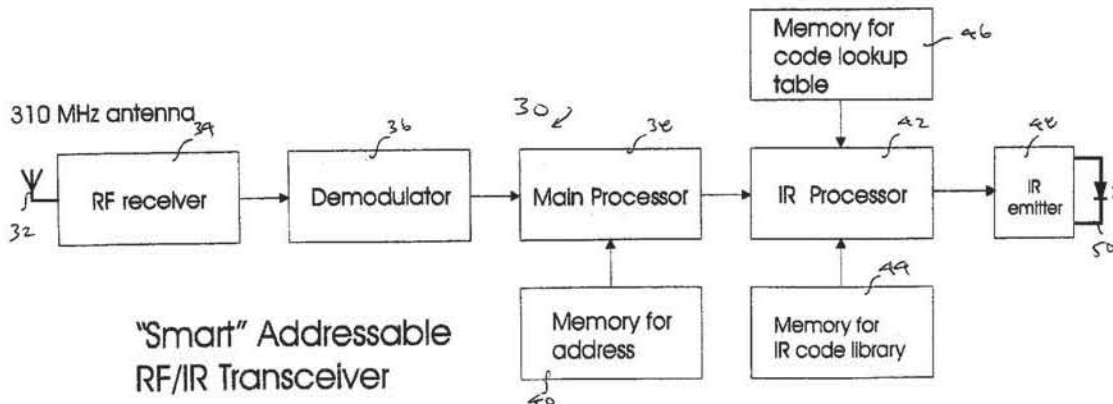 Memory for
code lookup
table
46
310 MHz antenna
34
36
30
38
42
48
RF receiver
Demodulator
Main Processor
IR Processor
IR
emitter
32
50
44
"Smart" Addressable
RF/IR Transceiver
Memory for
address
40
Memory for
IR code library